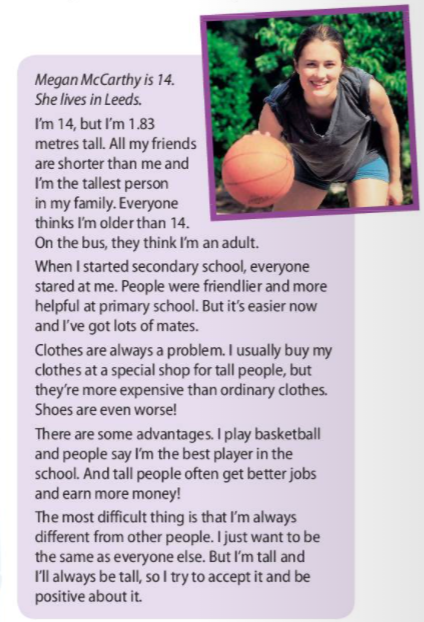 Megan McCarthy is 14.
She lives in Leeds.
I'm 14, but I'm 1.83
metres tall. All my friends
are shorter than me and
I'm the tallest person
in my family. Everyone
thinks I'm older than 14.
On the bus, they think I'm an adult.
When I started secondary school, everyone
stared at me. People were friendlier and more
helpful at primary school. But it's easier now
and I've got lots of mates.
Clothes are always a problem. I usually buy my
clothes at a special shop for tall people, but
they're more expensive than ordinary clothes.
Shoes are even worse!
There are some advantages. I play basketball
and people say I'm the best player in the
school. And tall people often get better jobs
and earn more money!
The most difficult thing is that I'm always
different from other people. I just want to be
the same as everyone else. But I'm tall and
I'll always be tall, so I try to accept it and be
positive about it.